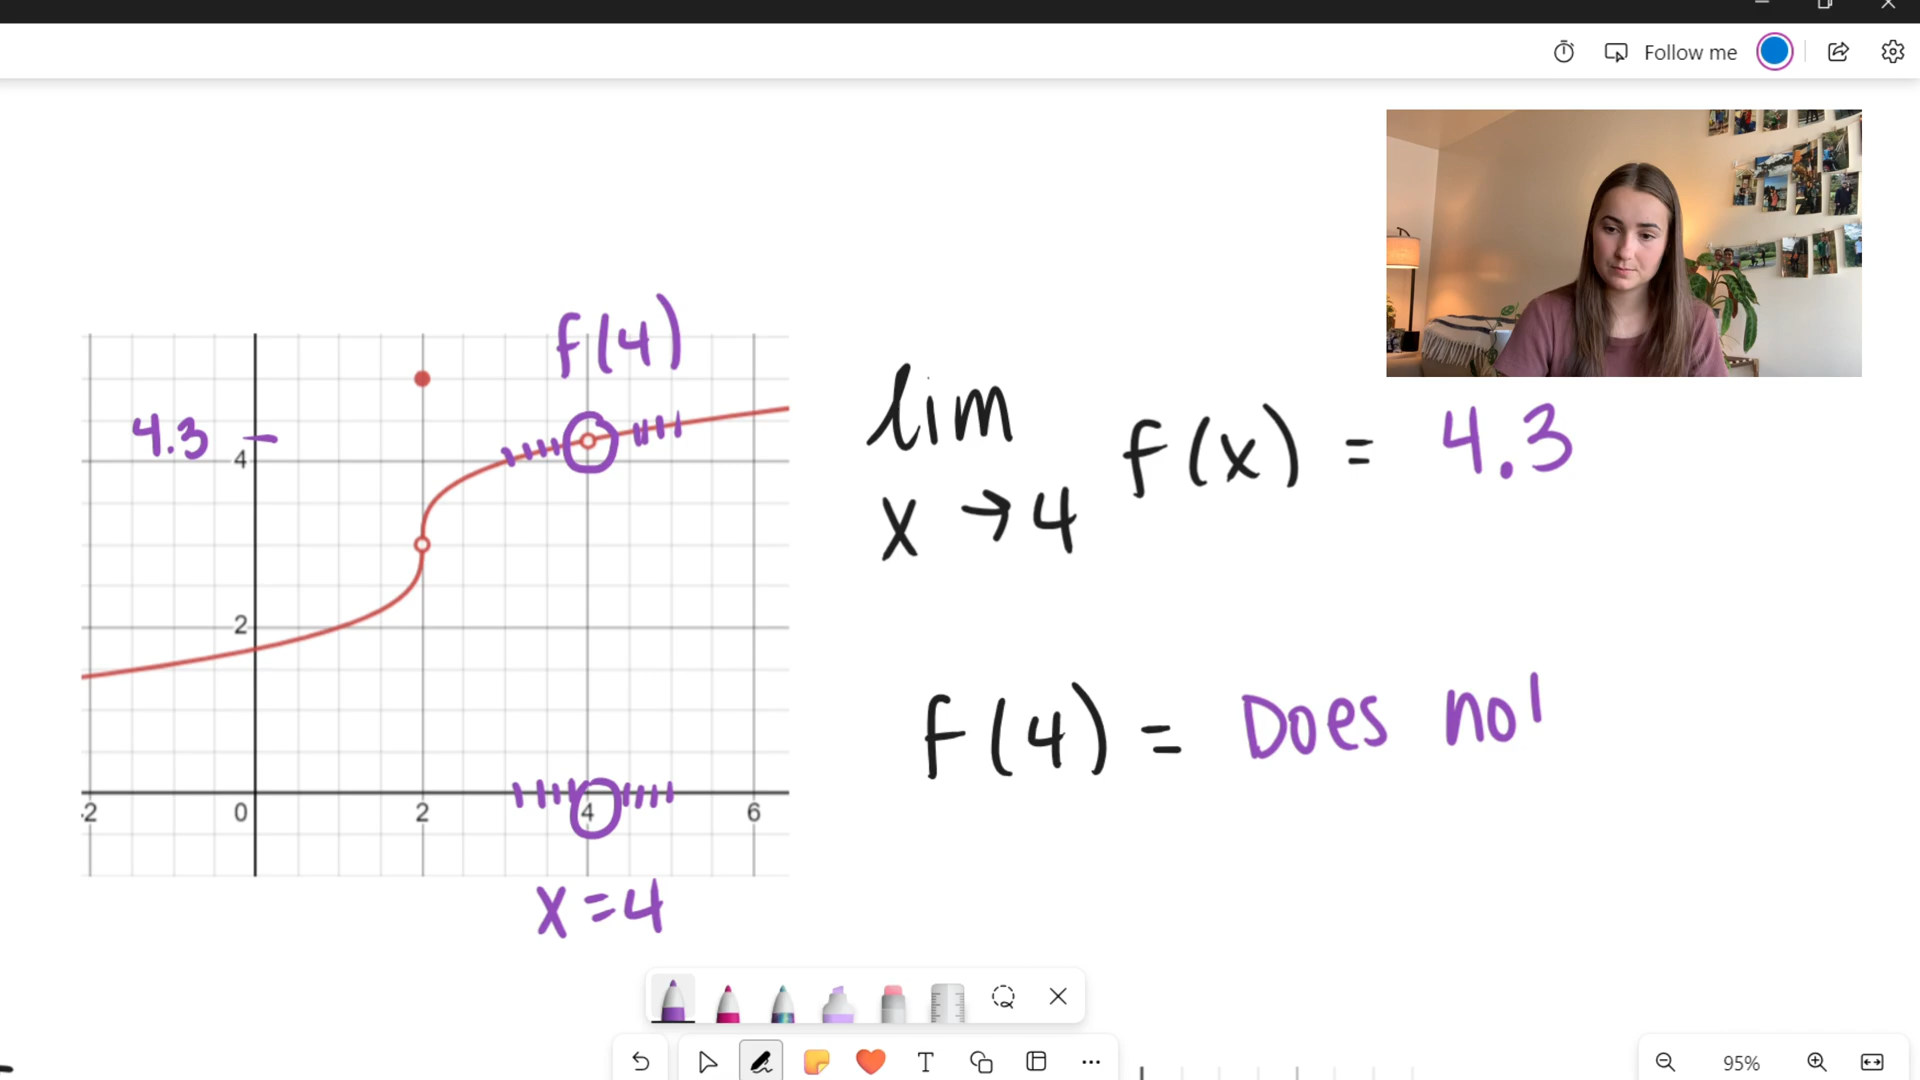 Follow me
f(4)
4.3
4
2
-2 0 2 4 6
x = 4
lim f(x) = 4.3
x → 4
f(4) = Does no
T
95%